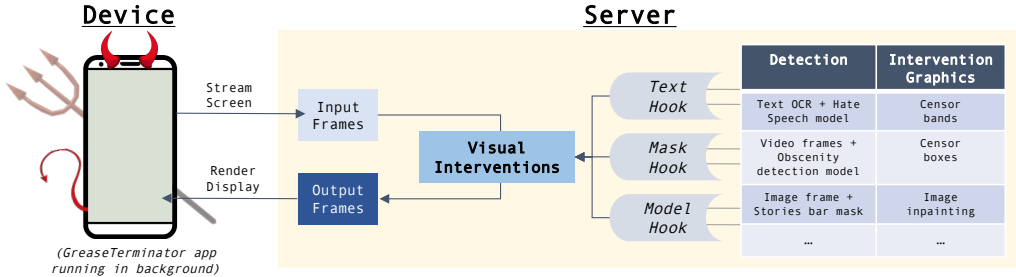 Device
Server
Stream
Screen
Render
Display
(GreaseTerminator app
running in background)
Input
Frames
Output
Frames
Visual
Interventions
Text
Hook
Mask
Hook
Model
Hook
Detection
Intervention
Graphics
Text OCR + Hate
Speech model
Censor
bands
Video frames +
Obscenity
detection model
Censor
boxes
Image frame +
Stories bar mask
Image
inpainting
…
…